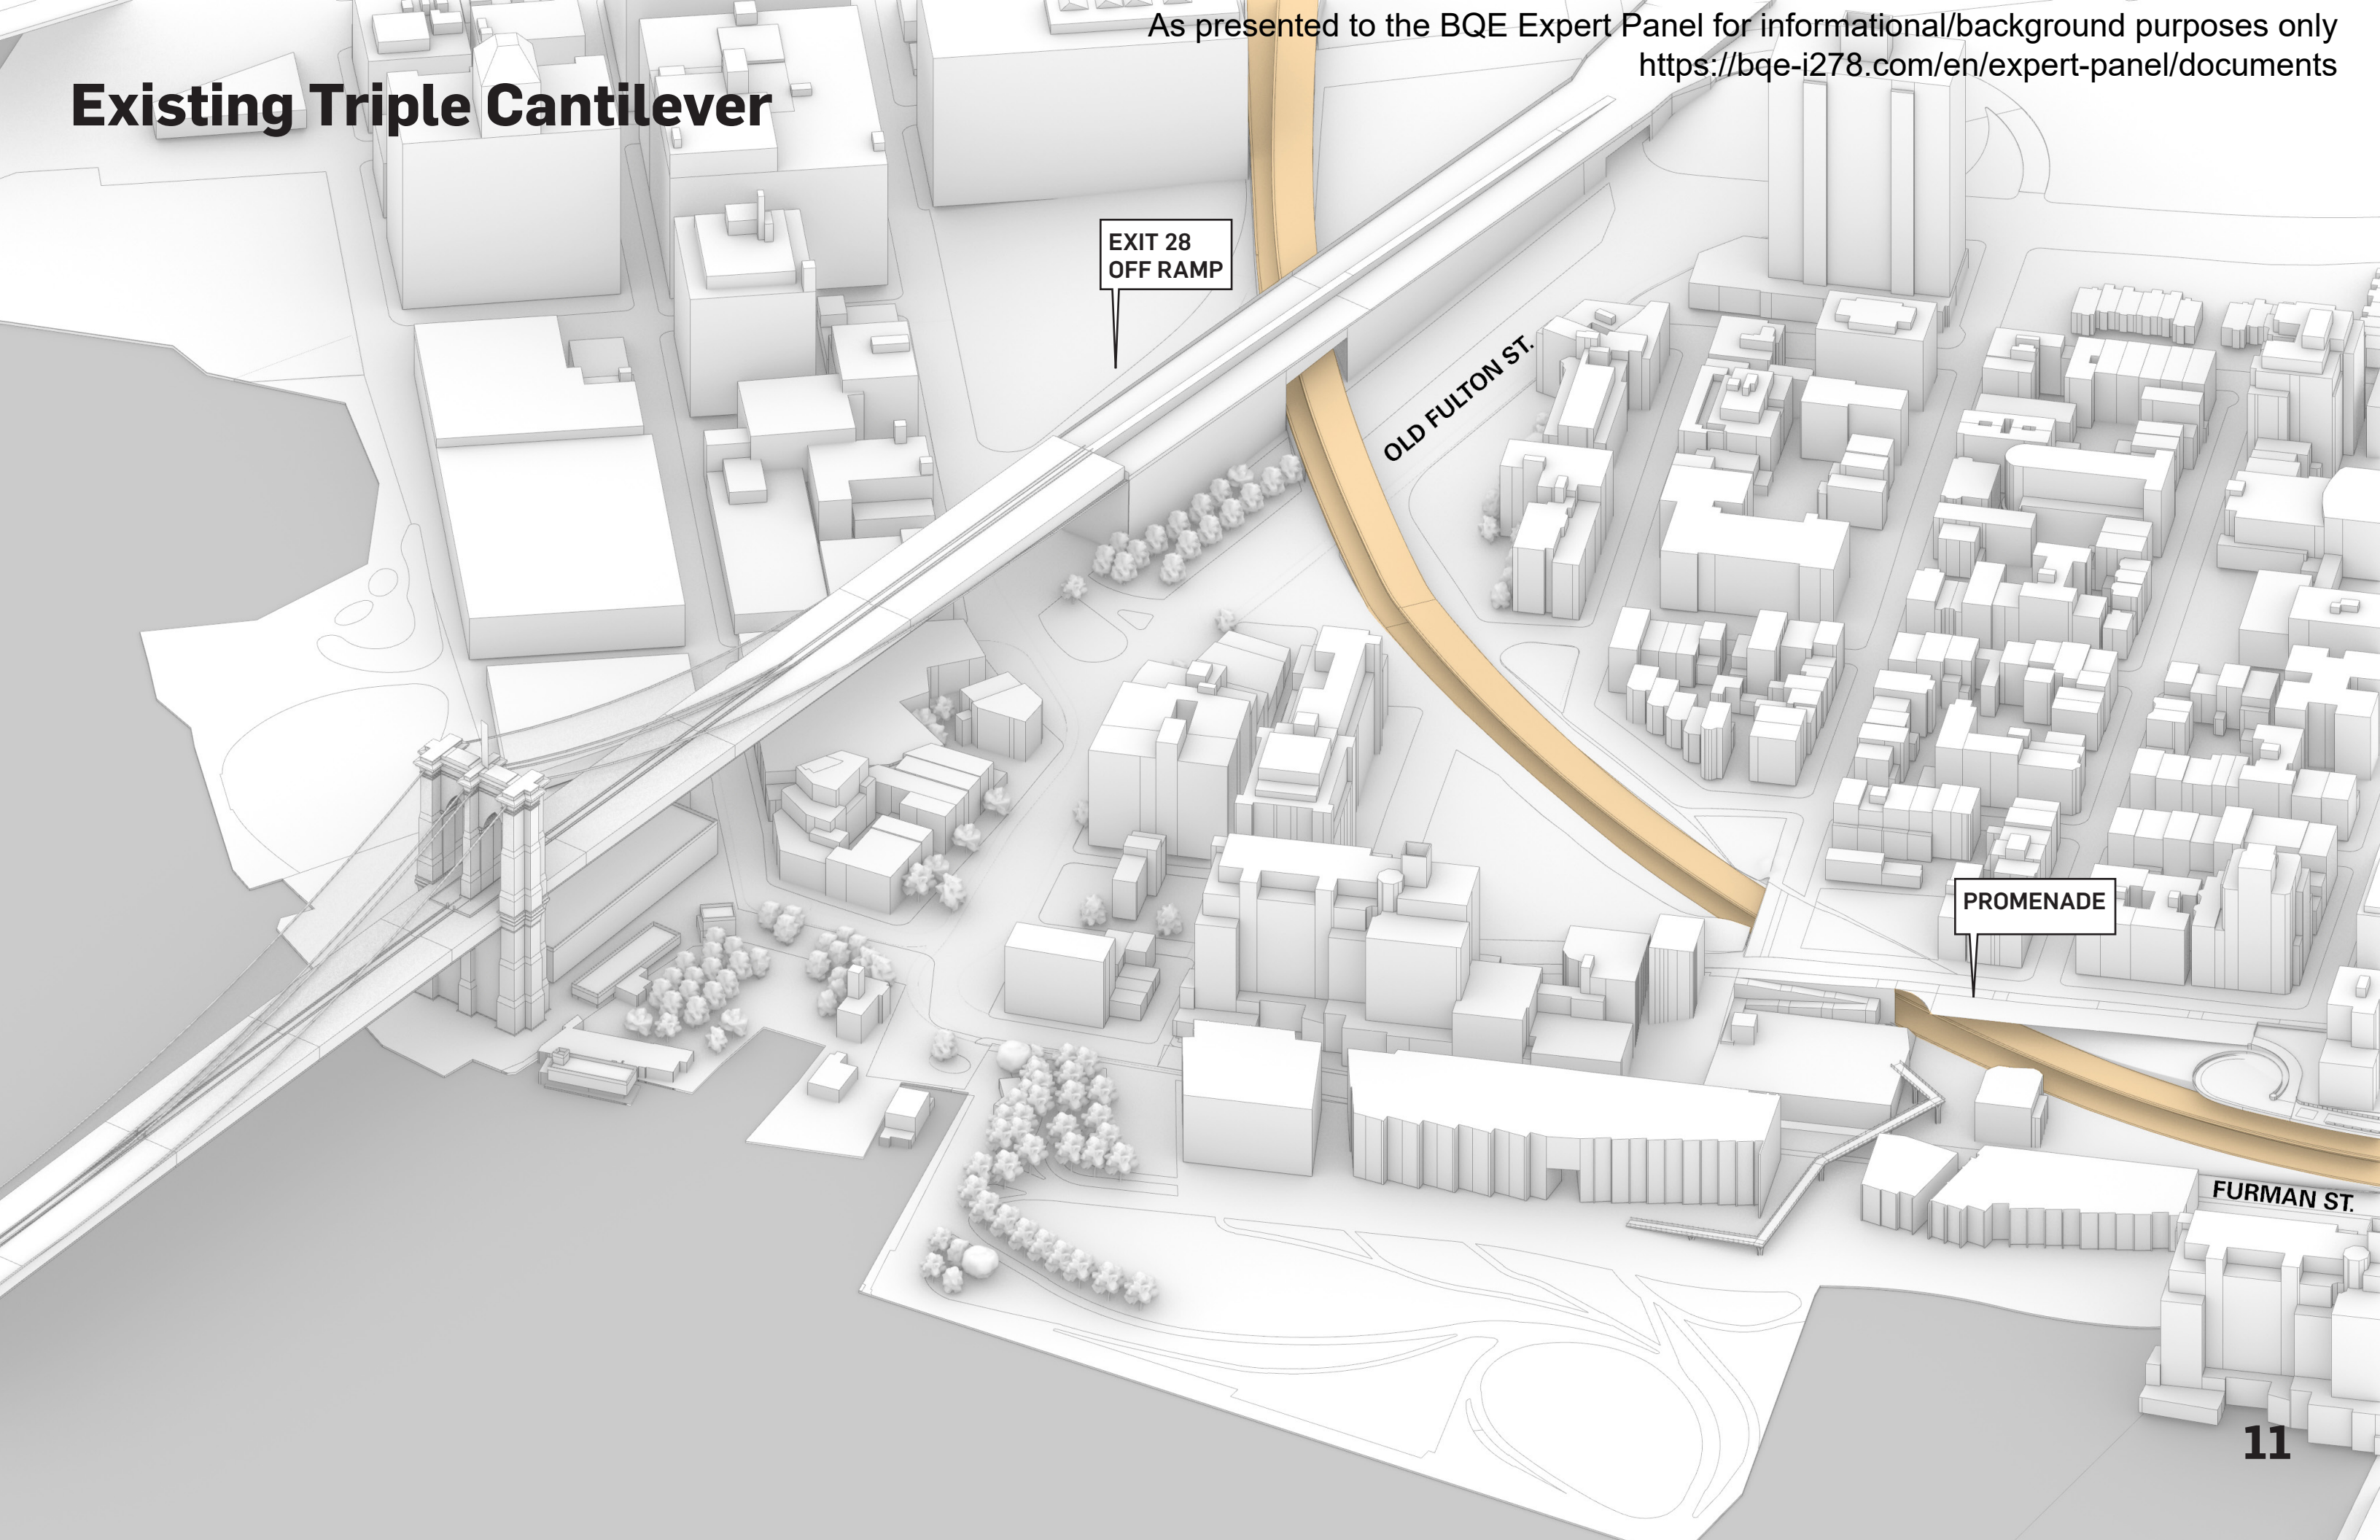 As presented to the BQE Expert Panel for informational/background purposes only
https://bqe-i278.com/en/expert-panel/documents
Existing Triple Cantilever
EXIT 28
OFF RAMP
OLD FULTON ST.
PROMENADE
FURMAN ST.
11